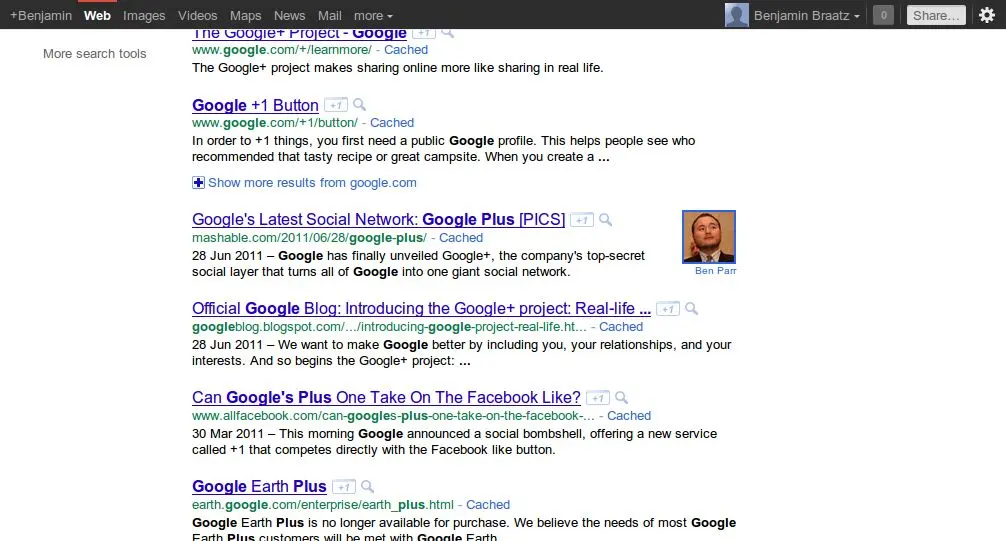 +Benjamin Web Images Videos Maps News Mail more Benjamin Braatz 0 Share...
More search tools
The Google+ Project - Google +1
www.google.com/+/learnmore/ - Cached
The Google+ project makes sharing online more like sharing in real life.
Google +1 Button +1
www.google.com/+1/button/ - Cached
In order to +1 things, you first need a public Google profile. This helps people see who
recommended that tasty recipe or great campsite. When you create a ...
Show more results from google.com
Google's Latest Social Network: Google Plus [PICS] +1
mashable.com/2011/06/28/google-plus/ - Cached
28 Jun 2011 – Google has finally unveiled Google+, the company's top-secret
social layer that turns all of Google into one giant social network.
Ben Parr
Official Google Blog: Introducing the Google+ project: Real-life ... +1
googleblog.blogspot.com/.../introducing-google-project-real-life.ht... - Cached
28 Jun 2011 – We want to make Google better by including you, your relationships, and your
interests. And so begins the Google+ project: ...
Can Google's Plus One Take On The Facebook Like? +1
www.allfacebook.com/can-googles-plus-one-take-on-the-facebook-... - Cached
30 Mar 2011 – This morning Google announced a social bombshell, offering a new service
called +1 that competes directly with the Facebook like button.
Google Earth Plus +1
earth.google.com/enterprise/earth_plus.html - Cached
Google Earth Plus is no longer available for purchase. We believe the needs of most Google
Earth Plus customers will be met with Google Earth